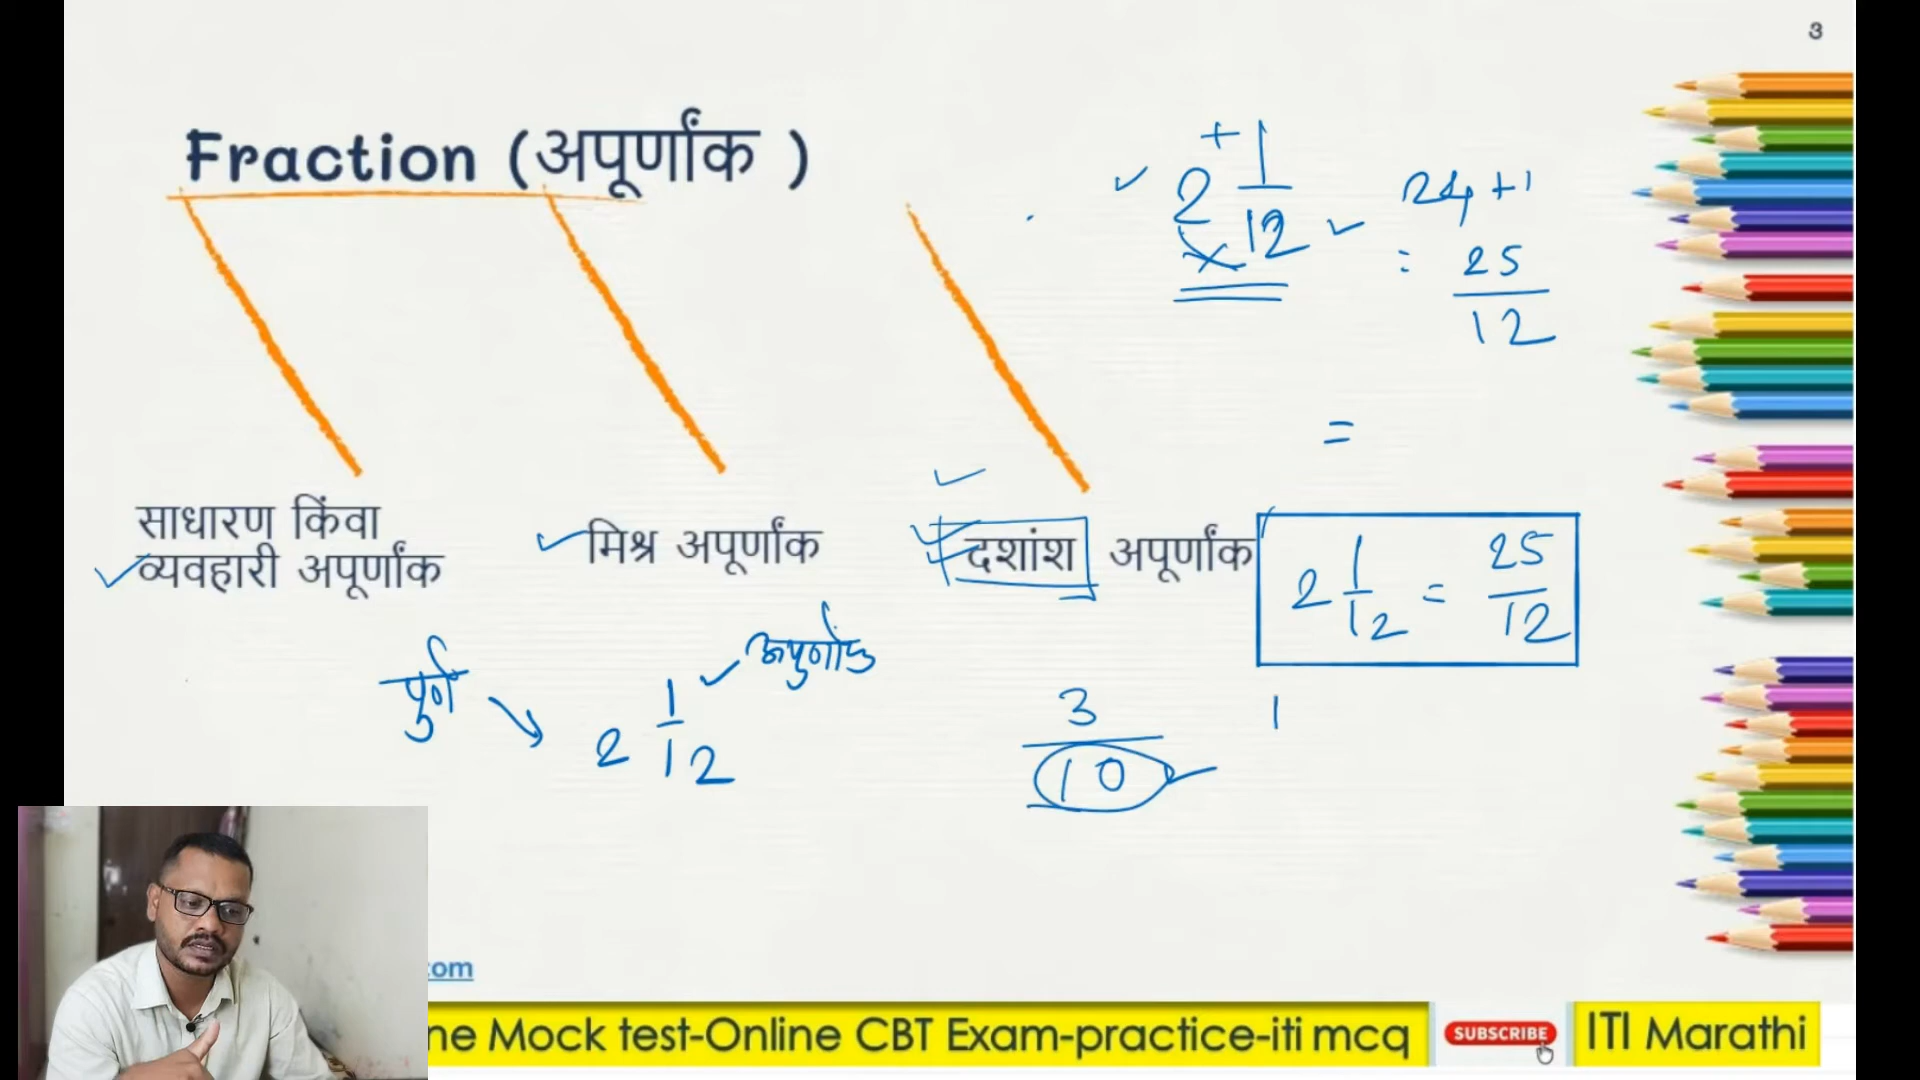 3
Fraction (अपूर्णांक )
2 + 1/12
×
24+1
= 25/12
=
साधारण किंवा
व्यवहारी अपूर्णांक
मिश्र अपूर्णांक
दशांश अपूर्णांक
2 1/12 = 25/12
पुर्ण
2 1/12
अपुर्णांक
3/10
1
om
ne Mock test-Online CBT Exam-practice-iti mcq
SUBSCRIBE
ITI Marathi